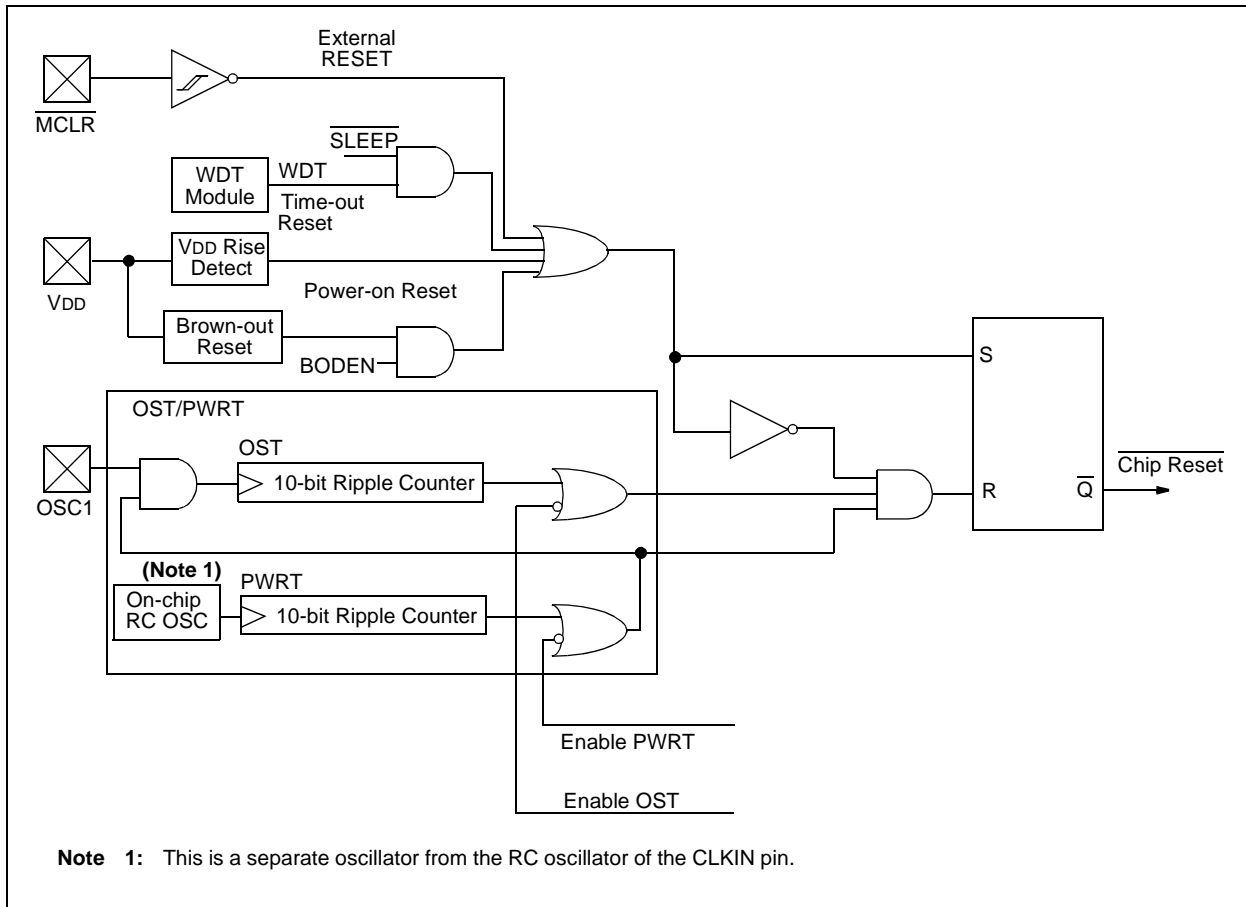 External
RESET
MCLR
SLEEP
WDT
Module
WDT
Time-out
Reset
VDD
VDD Rise
Detect
Power-on Reset
Brown-out
Reset
BODEN
S
OST/PWRT
OST
10-bit Ripple Counter
OSC1
R
Q
Chip Reset
(Note 1)
On-chip
RC OSC
PWRT
10-bit Ripple Counter
Enable PWRT
Enable OST
Note 1: This is a separate oscillator from the RC oscillator of the CLKIN pin.